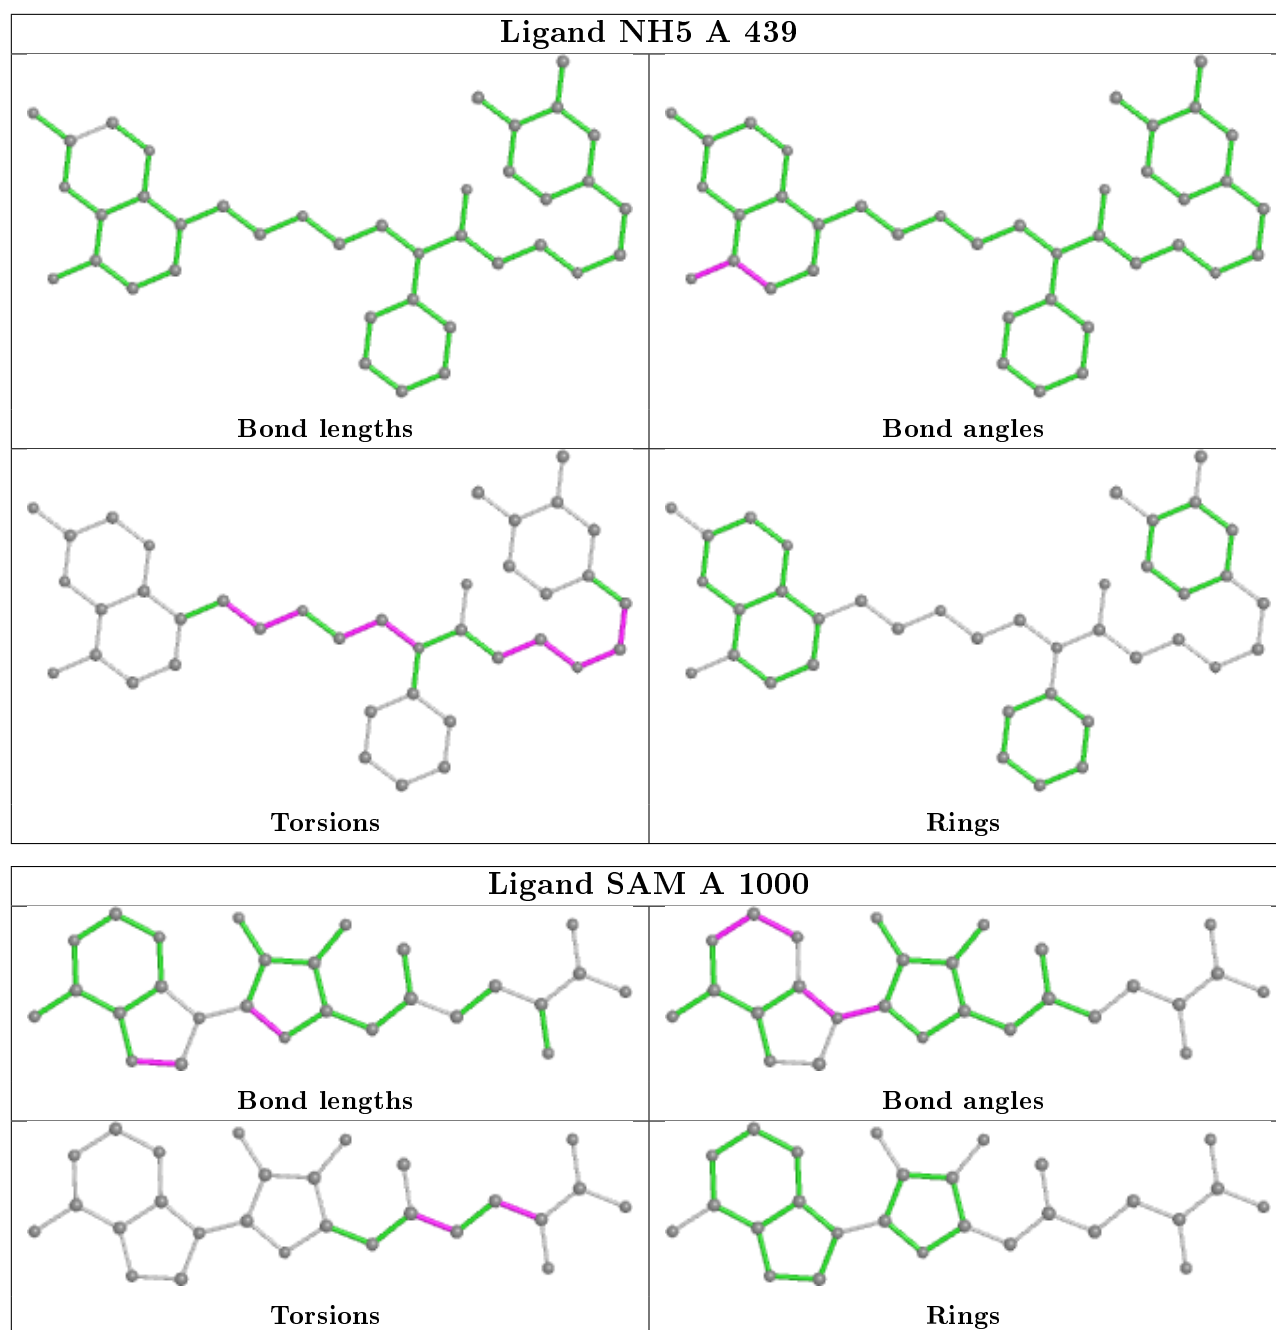 Ligand NH5 A 439
Bond lengths
Bond angles
Torsions
Rings
Ligand SAM A 1000
Bond lengths
Bond angles
Torsions
Rings